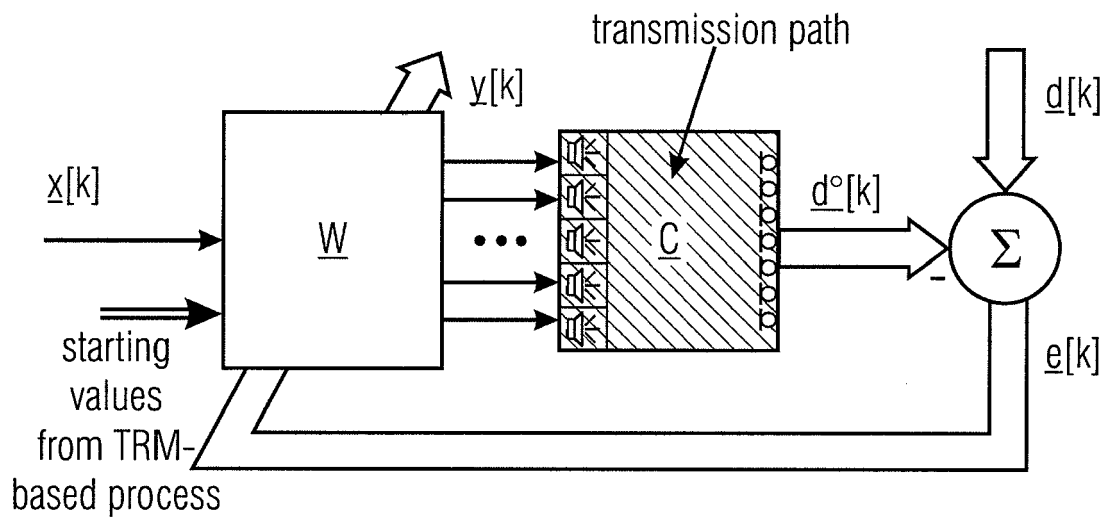 transmission path
y[k]
d[k]
x[k]
W
C
d°[k]
Σ
-
starting
values
from TRM-
based process
e[k]